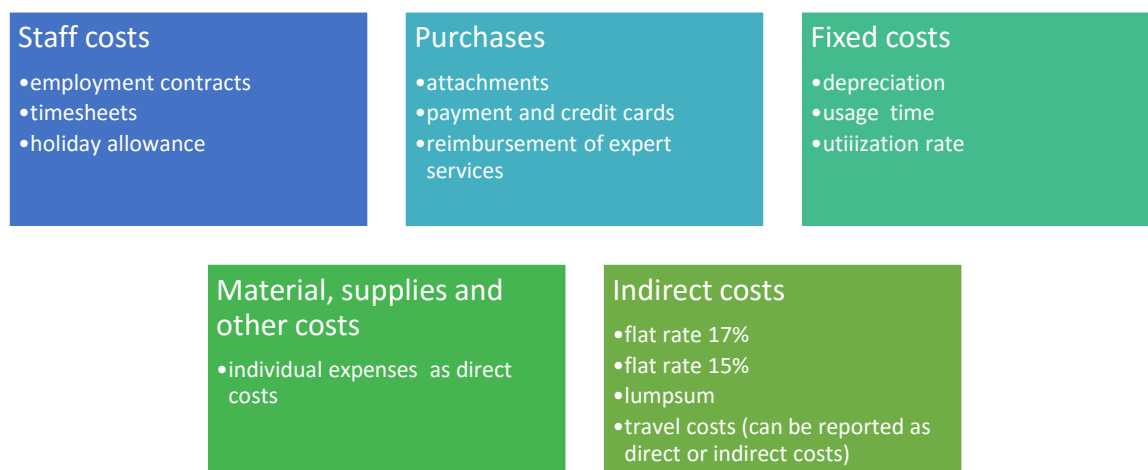 Staff costs
•employment contracts
•timesheets
•holiday allowance
Purchases
•attachments
•payment and credit cards
•reimbursement of expert
services
Fixed costs
•depreciation
•usage time
•utiiization rate
Material, supplies and
other costs
•individual expenses as direct
costs
Indirect costs
•flat rate 17%
•flat rate 15%
•lumpsum
•travel costs (can be reported as
direct or indirect costs)